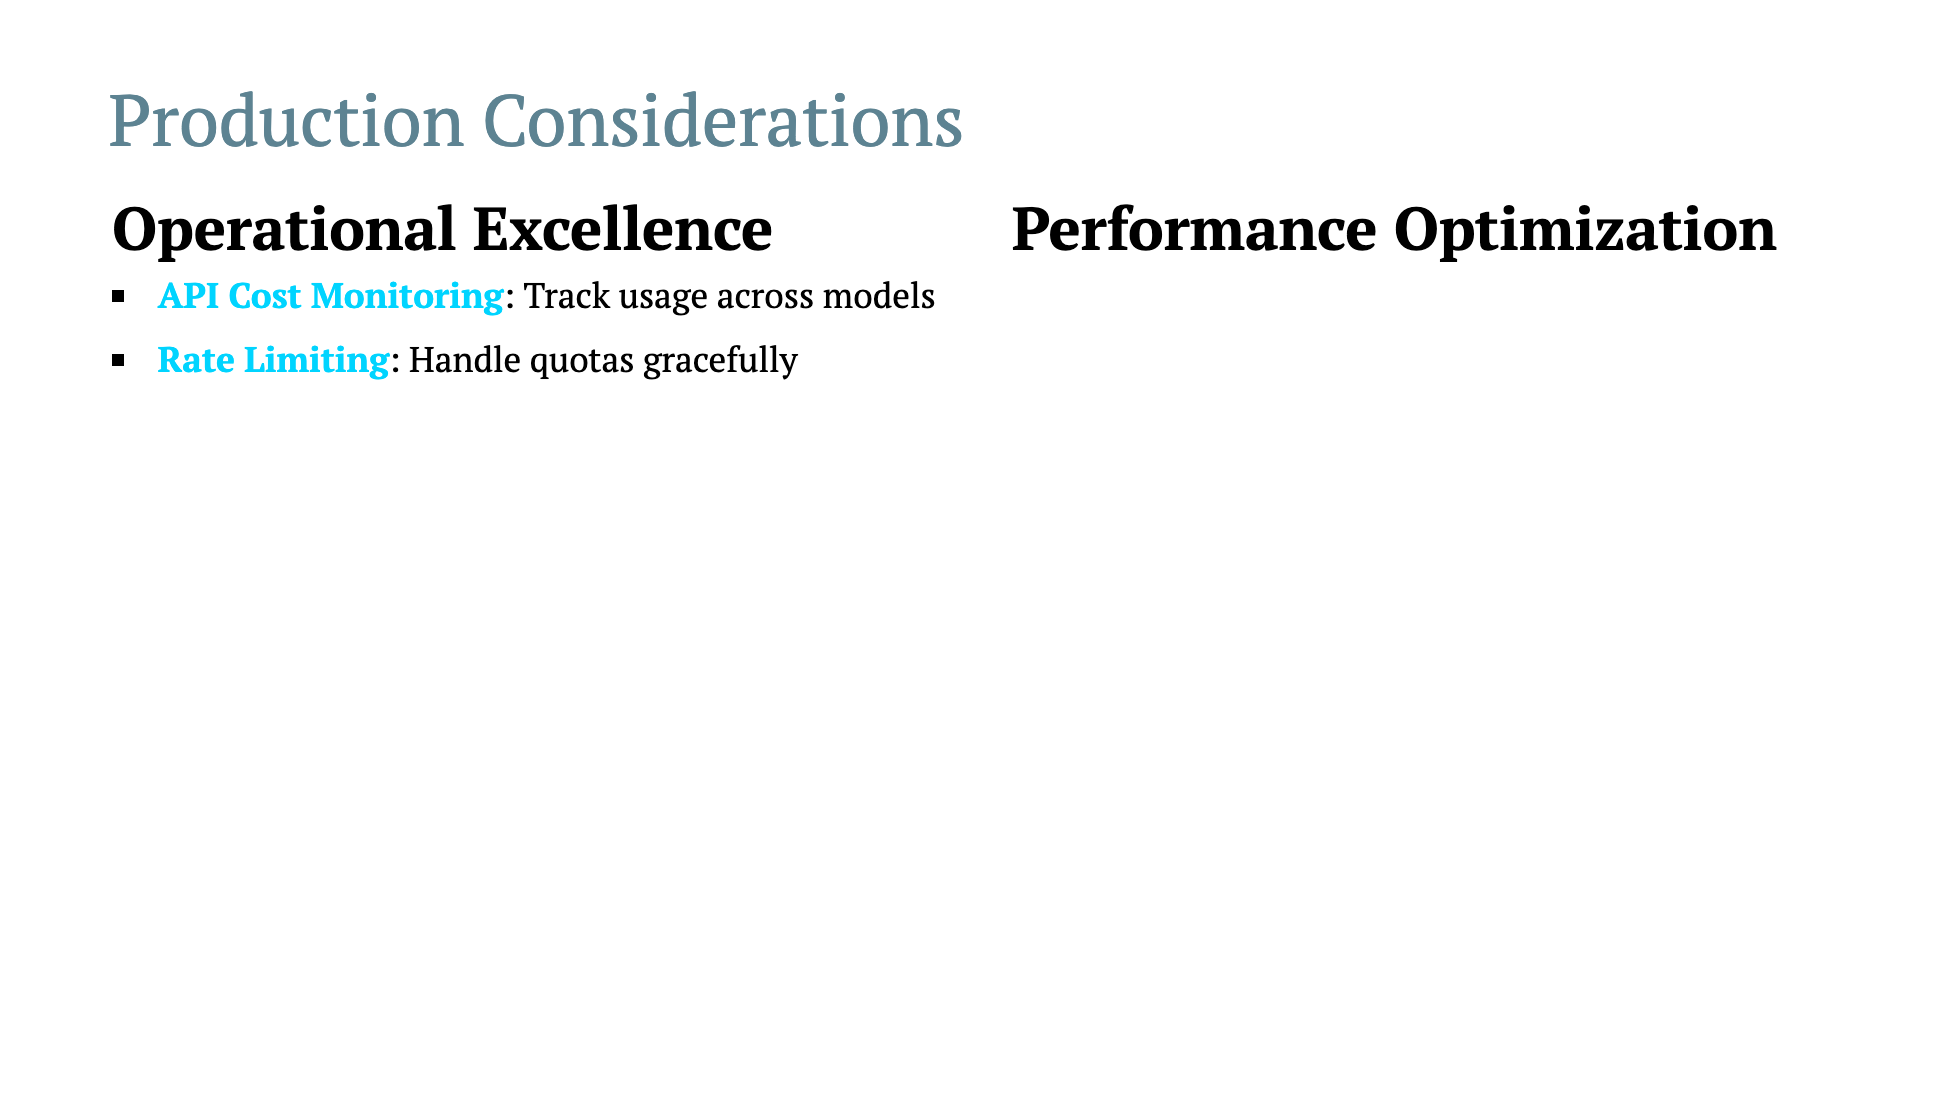 Production Considerations
Operational Excellence
API Cost Monitoring: Track usage across models
Rate Limiting: Handle quotas gracefully
Performance Optimization